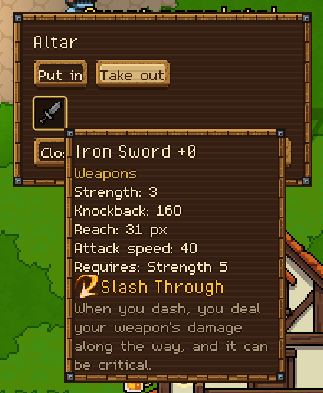 Altar
Put in
Take out
Iron Sword +0
Weapons
Strength: 3
Knockback: 160
Reach: 31 px
Attack speed: 40
Requires: Strength 5
Slash Through
When you dash, you deal
your weapon's damage
along the way, and it can
be critical.